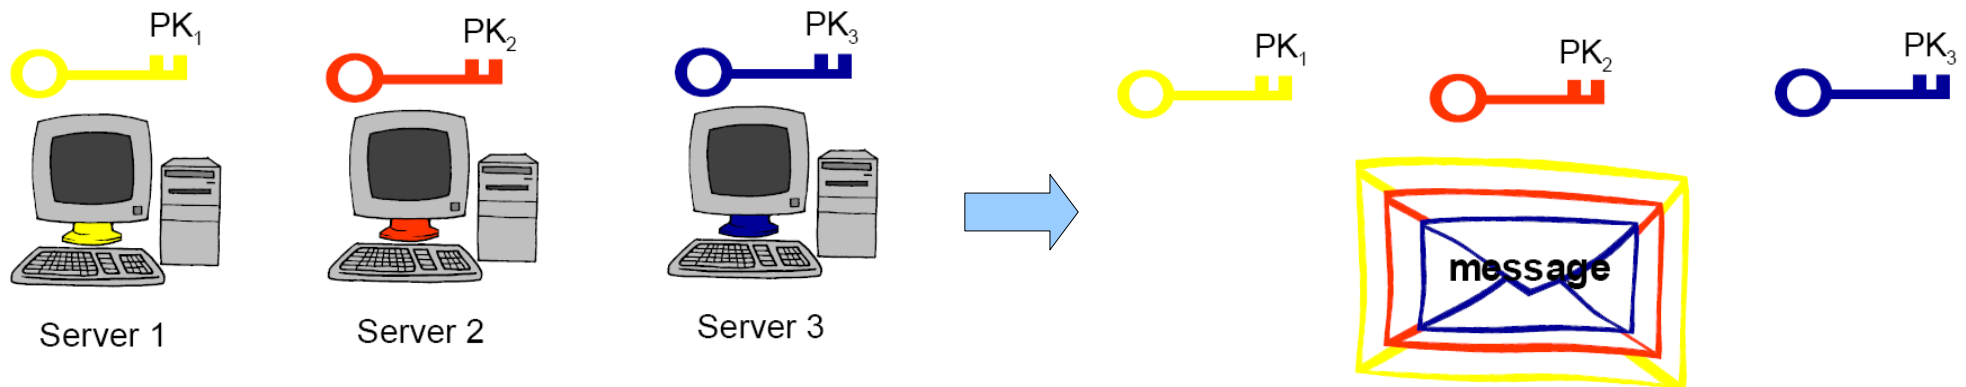 PK1
PK2
PK3
PK1
PK2
PK3
message
Server 1
Server 2
Server 3